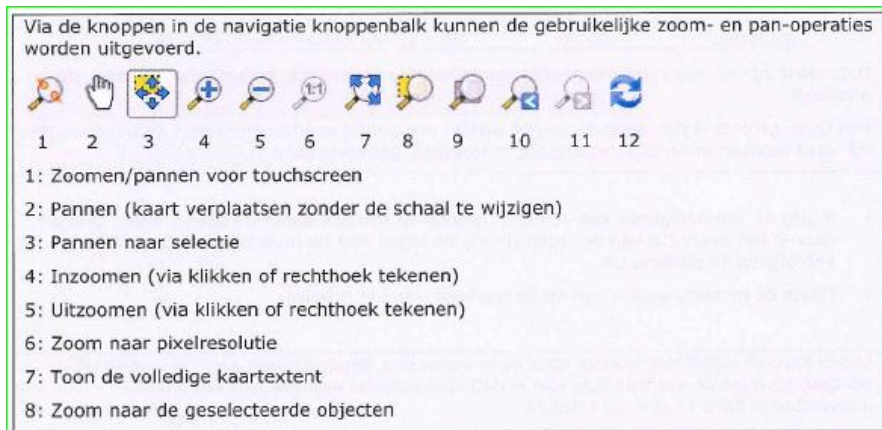 Via de knoppen in de navigatie knoppenbalk kunnen de gebruikelijke zoom- en pan-operaties
worden uitgevoerd.
1:1
1 2 3 4 5 6 7 8 9 10 11 12
1: Zoomen/pannen voor touchscreen
2: Pannen (kaart verplaatsen zonder de schaal te wijzigen)
3: Pannen naar selectie
4: Inzoomen (via klikken of rechthoek tekenen)
5: Uitzoomen (via klikken of rechthoek tekenen)
6: Zoom naar pixelresolutie
7: Toon de volledige kaartextent
8: Zoom naar de geselecteerde objecten